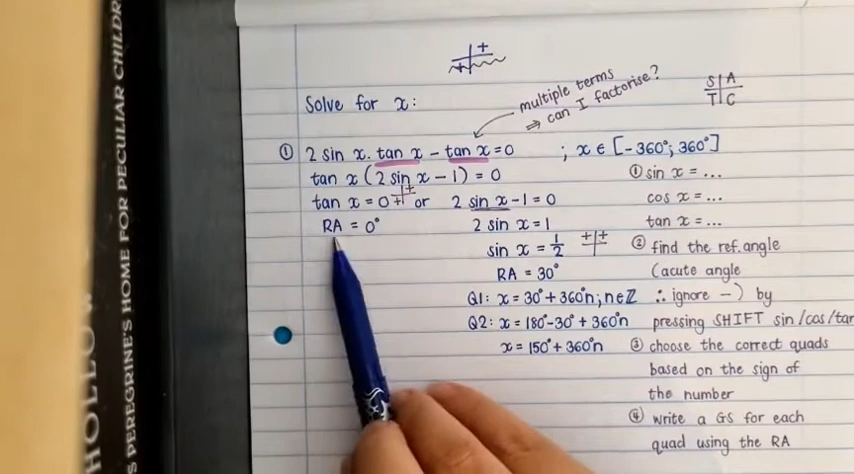 S PEREGRINE'S HOME FOR PECULIAR CHILDR
HOLLOW
multiple terms
⇒ can I factorise?
S A
T C
Solve for x:
① 2 sin x. tan x - tan x = 0 ; x ∈ [-360°; 360°]
tan x (2 sin x - 1) = 0
① sin x = ...
tan x = 0 or 2 sin x - 1 = 0
cos x = ...
RA = 0°
2 sin x = 1
tan x = ...
sin x = 1/2
② find the ref. angle
RA = 30°
(acute angle
Q1: x = 30° + 360°n; n∈Z
∴ ignore -) by
Q2: x = 180° - 30° + 360°n
pressing SHIFT sin/cos/tan
x = 150° + 360°n
③ choose the correct quads
based on the sign of
the number
④ write a GS for each
quad using the RA